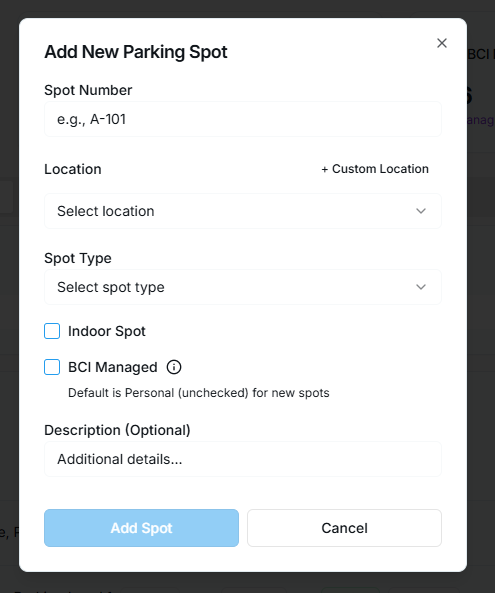 Add New Parking Spot
BCI
Spot Number
e.g., A-101
Location
+ Custom Location
Select location
Spot Type
Select spot type
Indoor Spot
BCI Managed
Default is Personal (unchecked) for new spots
Description (Optional)
Additional details...
Add Spot
Cancel